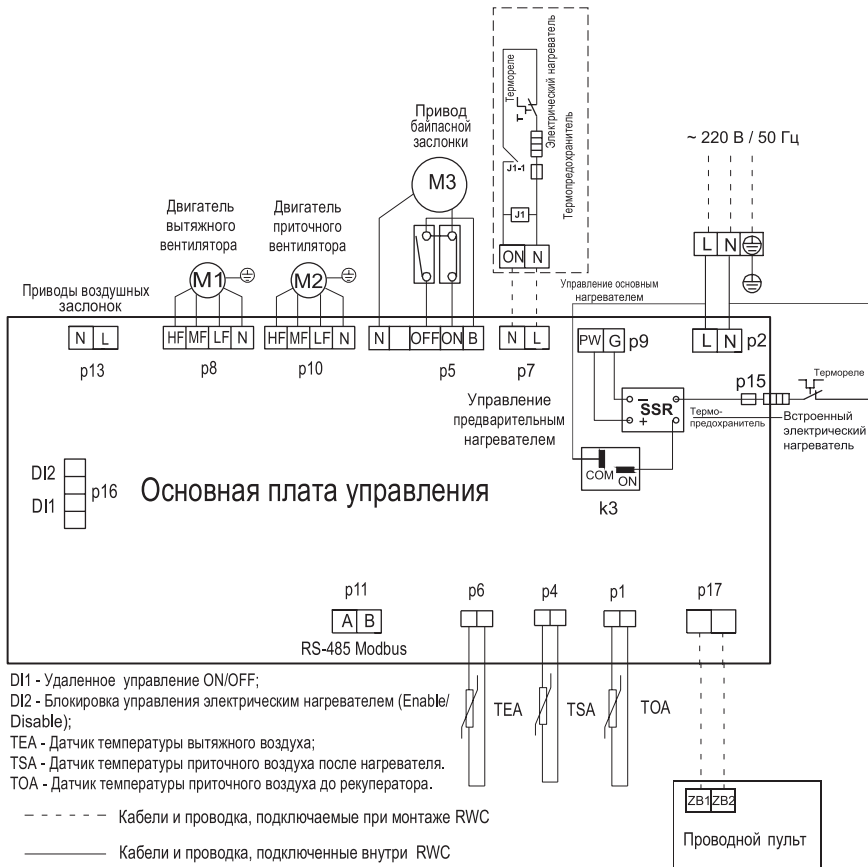 Термореле
Электрический нагреватель
Термопредохранитель
J1-1
J1
ON N
~ 220 В / 50 Гц
L N
Привод
байпасной
заслонки
M3
Двигатель
вытяжного
вентилятора
M1
Двигатель
приточного
вентилятора
M2
Управление основным
нагревателем
Приводы воздушных
заслонок
N L
p13
HF MF LF N
p8
HF MF LF N
p10
N OFF ON B
p5
N L
p7
Управление
предварительным
нагревателем
PW G p9
L N p2
p15
Термореле
SSR
– +
Термо-
предохранитель
Встроенный
электрический
нагреватель
COM ON
k3
DI2
DI1
p16
Основная плата управления
p11
A B
RS-485 Modbus
p6
p4
p1
p17
TEA
TSA
TOA
DI1 - Удаленное управление ON/OFF;
DI2 - Блокировка управления электрическим нагревателем (Enable/
Disable);
TEA - Датчик температуры вытяжного воздуха;
TSA - Датчик температуры приточного воздуха после нагревателя.
TOA - Датчик температуры приточного воздуха до рекуператора.
Кабели и проводка, подключаемые при монтаже RWC
Кабели и проводка, подключенные внутри RWC
ZB1 ZB2
Проводной пульт